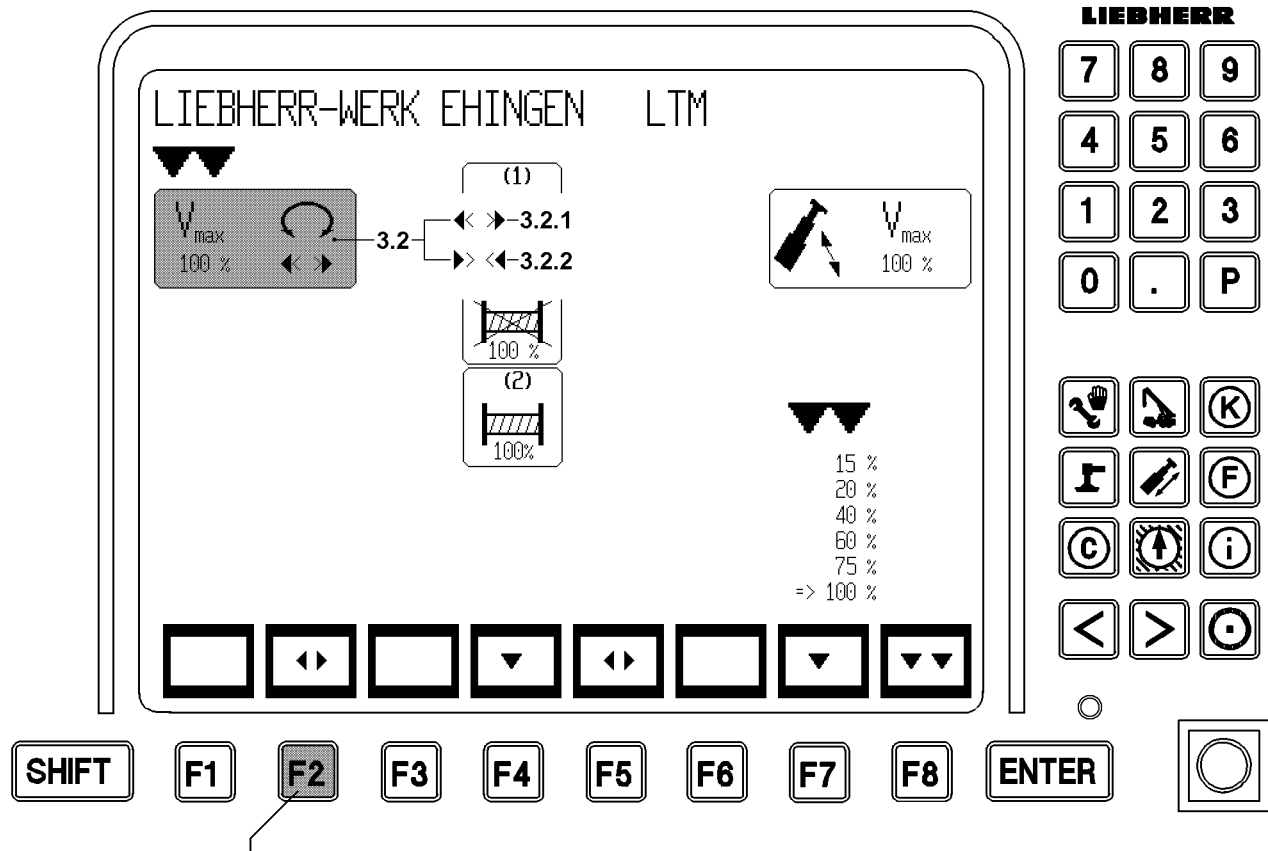 LIEBHERR
LIEBHERR-WERK EHINGEN LTM
(1)
Vmax
100 %
3.2
3.2.1
3.2.2
100 %
(2)
100%
Vmax
100 %
15 %
20 %
40 %
60 %
75 %
=> 100 %
7 8 9
4 5 6
1 2 3
0 . P
K
F
C i
< >
SHIFT F1 F2 F3 F4 F5 F6 F7 F8 ENTER